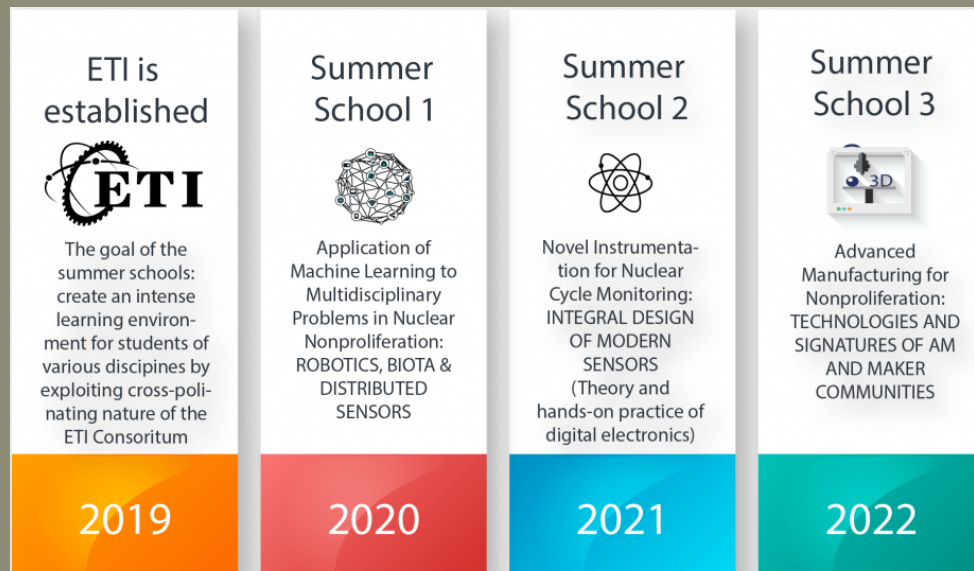 ETI is
established
ETI
The goal of the
summer schools:
create an intense
learning environ-
ment for students of
various discipines by
exploiting cross-poli-
nating nature of the
ETI Consoritum
2019
Summer
School 1
Application of
Machine Learning to
Multidisciplinary
Problems in Nuclear
Nonproliferation:
ROBOTICS, BIOTA &
DISTRIBUTED
SENSORS
2020
Summer
School 2
Novel Instrumenta-
tion for Nuclear
Cycle Monitoring:
INTEGRAL DESIGN
OF MODERN
SENSORS
(Theory and
hands-on practice of
digital electronics)
2021
Summer
School 3
3D
Advanced
Manufacturing for
Nonproliferation:
TECHNOLOGIES AND
SIGNATURES OF AM
AND MAKER
COMMUNITIES
2022